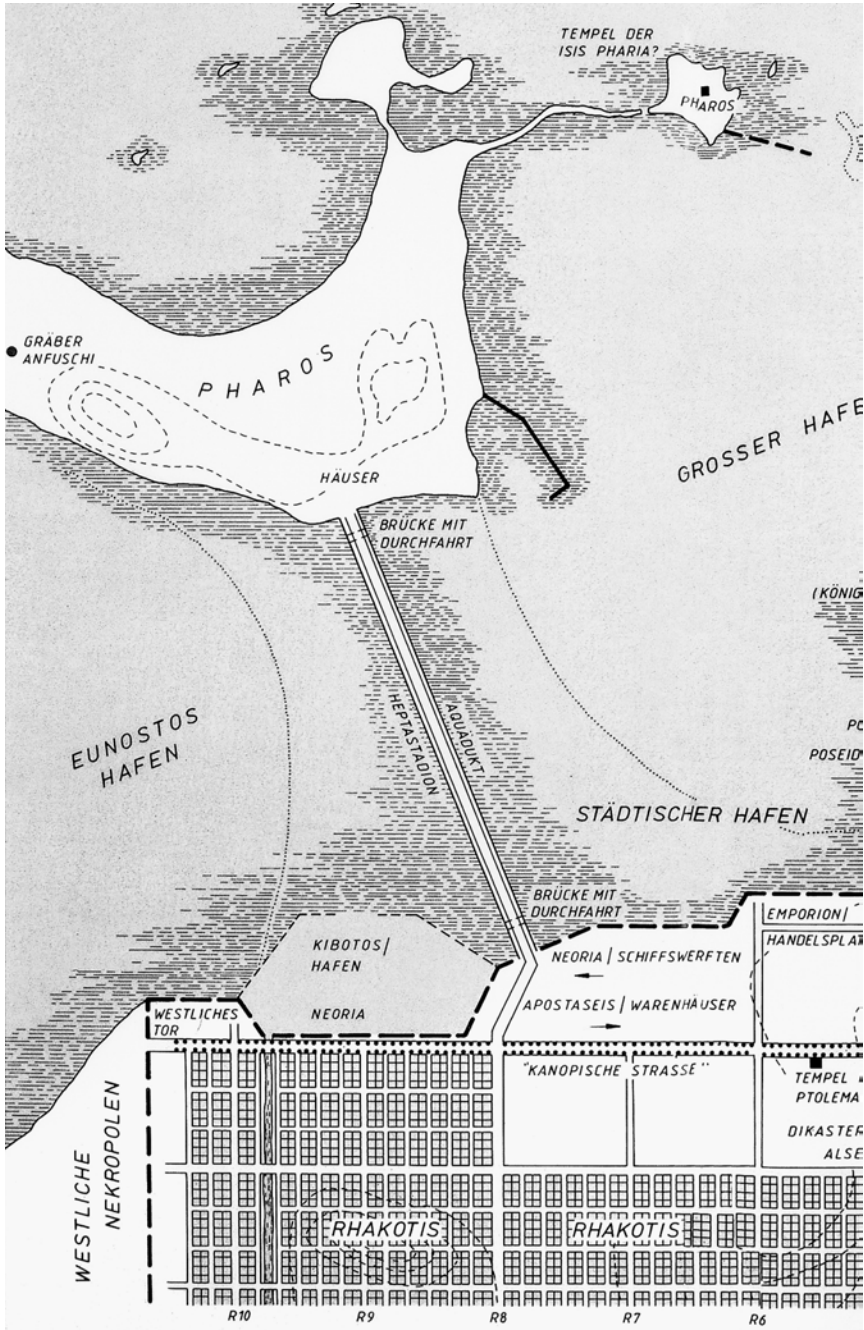 TEMPEL DER
ISIS PHARIA?
PHAROS
GRÄBER
ANFUSCHI
PHAROS
HÄUSER
GROSSER HAFE
BRÜCKE MIT
DURCHFAHRT
(KÖNIG
EUNOSTOS
HAFEN
HEPTASTADION
AQUADUKT
PO
POSEID
STÄDTISCHER HAFEN
BRÜCKE MIT
DURCHFAHRT
EMPORION/
HANDELSPLA
KIBOTOS/
HAFEN
NEORIA
NEORIA/SCHIFFSWERFTEN
APOSTASEIS/WARENHÄUSER
WESTLICHES
TOR
"KANOPISCHE STRASSE"
TEMPEL
PTOLEMA
DIKASTER
ALSE
WESTLICHE
NEKROPOLEN
RHAKOTIS
RHAKOTIS
R10
R9
R8
R7
R6